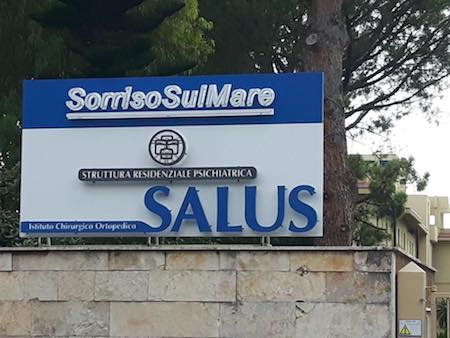 SorrisoSulMare
STRUTTURA RESIDENZIALE PSICHIATRICA
SALUS
Istituto Chirurgico Ortopedico